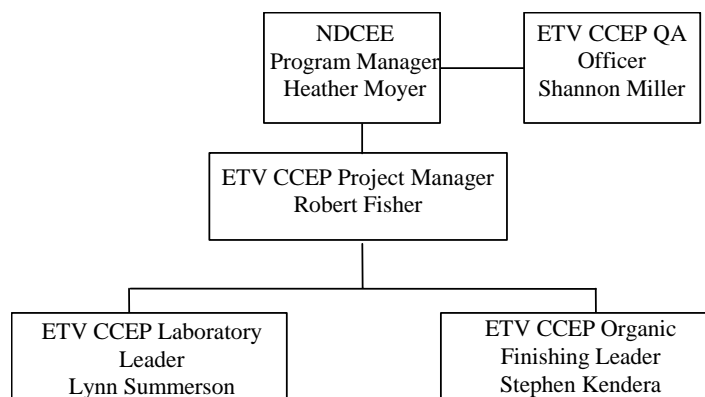 NDCEE
Program Manager
Heather Moyer
ETV CCEP QA
Officer
Shannon Miller
ETV CCEP Project Manager
Robert Fisher
ETV CCEP Laboratory
Leader
Lynn Summerson
ETV CCEP Organic
Finishing Leader
Stephen Kendera